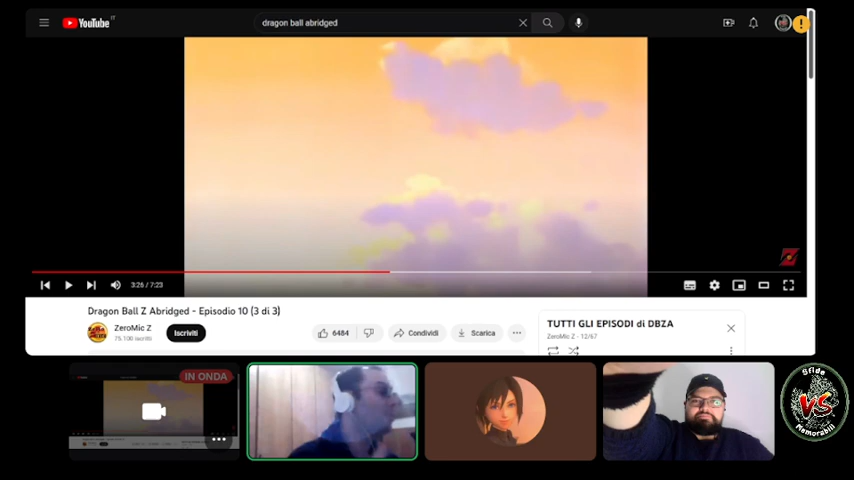 YouTube IT
dragon ball abridged
3:26 / 7:23
Dragon Ball Z Abridged - Episodio 10 (3 di 3)
ZeroMic Z
75.100 iscritti
Iscriviti
6484
Condividi
Scarica
TUTTI GLI EPISODI di DBZA
ZeroMic Z - 12/67
IN ONDA
Sfide
VS
Memorabili